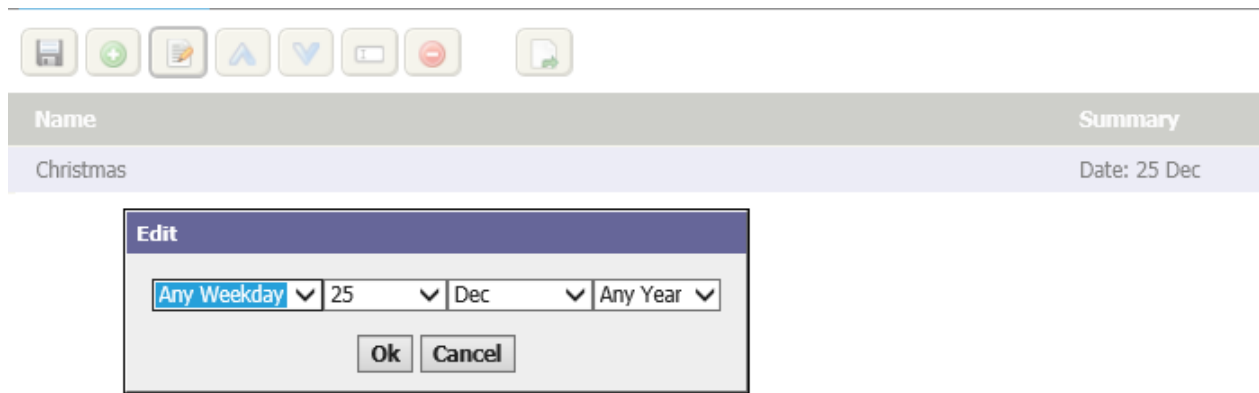 Name Summary
Christmas Date: 25 Dec
Edit
Any Weekday 25 Dec Any Year
Ok Cancel